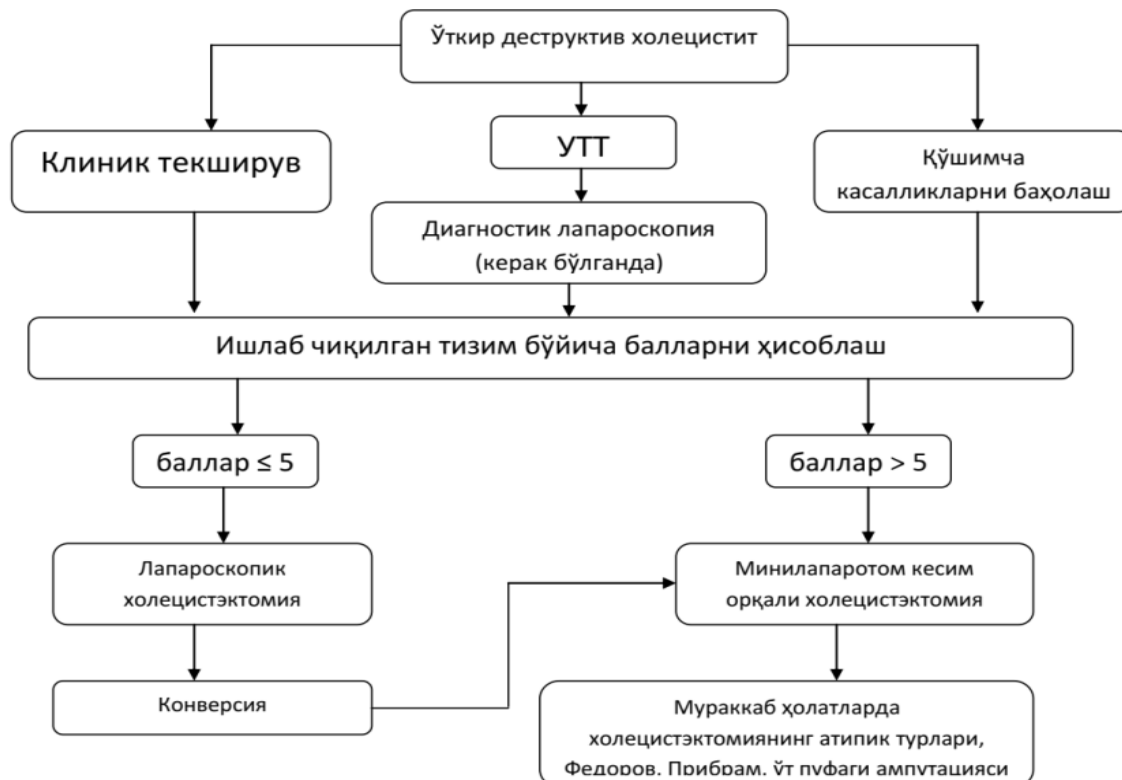 Ўткир деструктив холецистит
Клиник текширув
УТТ
Қўшимча
касалликларни баҳолаш
Диагностик лапароскопия
(керак бўлганда)
Ишлаб чиқилган тизим бўйича балларни ҳисоблаш
баллар ≤ 5
баллар > 5
Лапароскопик
холецистэктомия
Минилапаротом кесим
орқали холецистэктомия
Конверсия
Мураккаб ҳолатларда
холецистэктомиянинг атипик турлари,
Федоров, Прибрам, ўт пуфаги ампутацияси